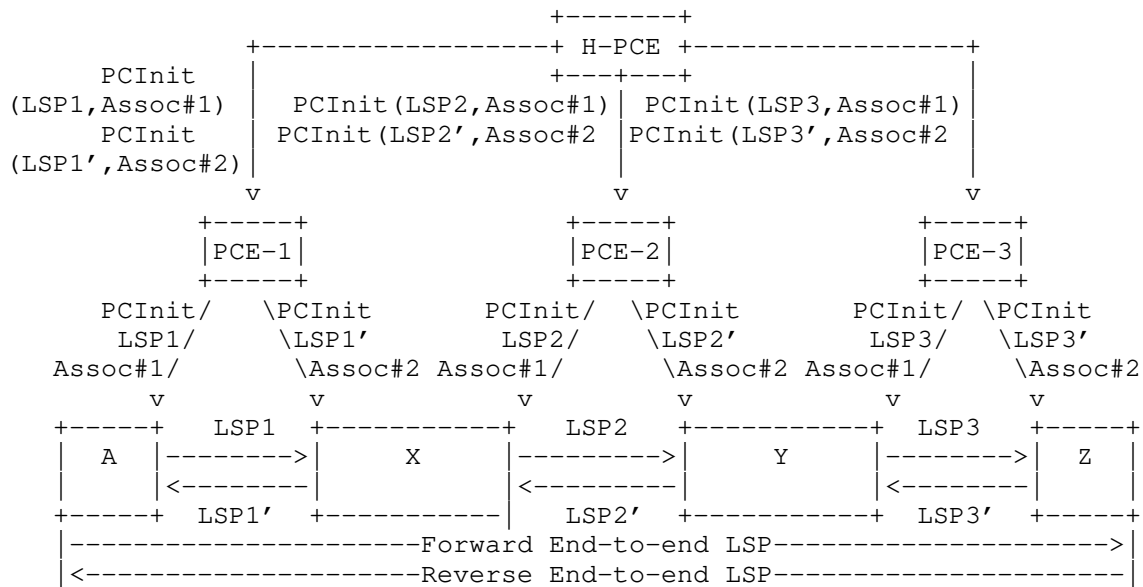 +-------+
                +-------------------+ H-PCE +------------------+
      PCInit    |                   +---+---+                  |
(LSP1,Assoc#1)  |  PCInit(LSP2,Assoc#1)| PCInit(LSP3,Assoc#1)|
       PCInit   | PCInit(LSP2',Assoc#2 |PCInit(LSP3',Assoc#2 |
(LSP1',Assoc#2)|                       |                       |
                v                       v                      v
             +-----+                 +-----+                +-----+
             |PCE-1|                 |PCE-2|                |PCE-3|
             +-----+                 +-----+                +-----+
      PCInit/   \PCInit       PCInit/   \PCInit      PCInit/  \PCInit
       LSP1/     \LSP1'        LSP2/     \LSP2'       LSP3/    \LSP3'
   Assoc#1/       \Assoc#2 Assoc#1/       \Assoc#2 Assoc#1/     \Assoc#2
         v         v            v         v            v        v
   +-----+   LSP1   +-----------+   LSP2   +-----------+   LSP3   +-----+
   |  A  |-------->|     X     |--------->|     Y     |-------->|  Z  |
   |     |<--------|           |<---------|           |<--------|     |
   +-----+  LSP1'  +-----------|   LSP2'  +-----------+  LSP3'  +-----+
   |---------------------Forward End-to-end LSP-------------------->|
   |<--------------------Reverse End-to-end LSP---------------------|